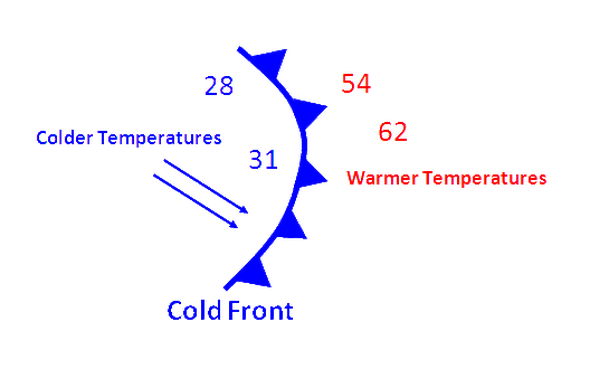 54
28
62
Colder Temperatures
31
Warmer Temperatures
Cold Front